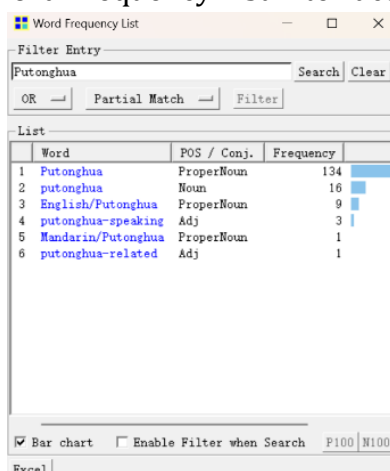 Word Frequency List
Filter Entry
Putonghua Search Clear
OR Partial Match Filter
List
Word POS / Conj. Frequency
1 Putonghua ProperNoun 134
2 putonghua Noun 16
3 English/Putonghua ProperNoun 9
4 putonghua-speaking Adj 3
5 Mandarin/Putonghua ProperNoun 1
6 putonghua-related Adj 1
Bar chart Enable Filter when Search P100 N100
Excel